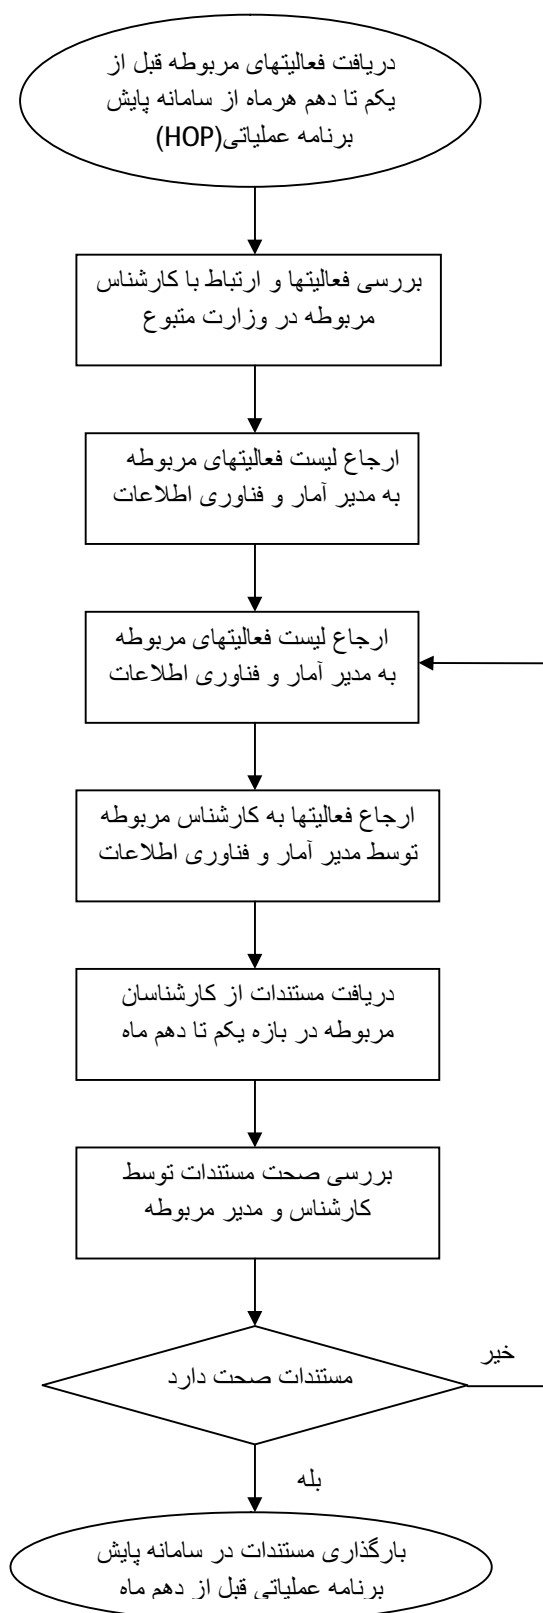 دریافت فعالیتهای مربوطه قبل از
یکم تا دهم هرماه از سامانه پایش
برنامه عملیاتی(HOP)
بررسی فعالیتها و ارتباط با کارشناس
مربوطه در وزارت متبوع
ارجاع لیست فعالیتهای مربوطه
به مدیر آمار و فناوری اطلاعات
ارجاع لیست فعالیتهای مربوطه
به مدیر آمار و فناوری اطلاعات
ارجاع فعالیتها به کارشناس مربوطه
توسط مدیر آمار و فناوری اطلاعات
دریافت مستندات از کارشناسان
مربوطه در بازه یکم تا دهم ماه
بررسی صحت مستندات توسط
کارشناس و مدیر مربوطه
مستندات صحت دارد
خیر
بله
بارگذاری مستندات در سامانه پایش
برنامه عملیاتی قبل از دهم ماه